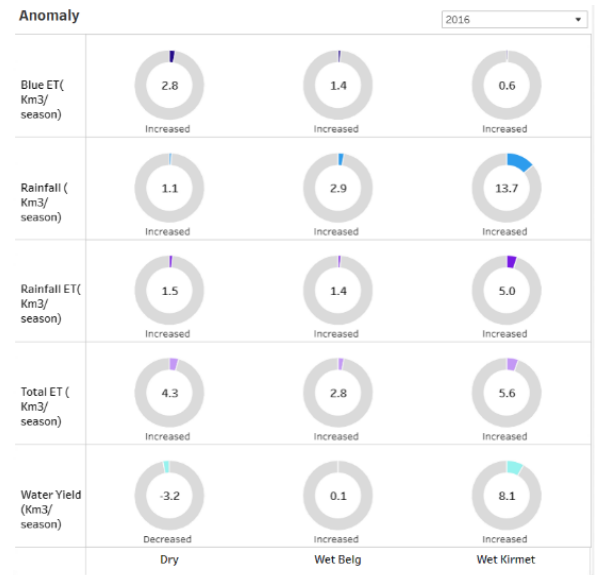 Anomaly
2016
Blue ET(
Km3/
season)
2.8
1.4
0.6
Increased
Increased
Increased
Rainfall (
Km3/
season)
1.1
2.9
13.7
Increased
Increased
Increased
Rainfall ET(
Km3/
season)
1.5
1.4
5.0
Increased
Increased
Increased
Total ET (
Km3/
season)
4.3
2.8
5.6
Increased
Increased
Increased
Water Yield
(Km3/
season)
-3.2
0.1
8.1
Decreased
Increased
Increased
Dry
Wet Belg
Wet Kirmet